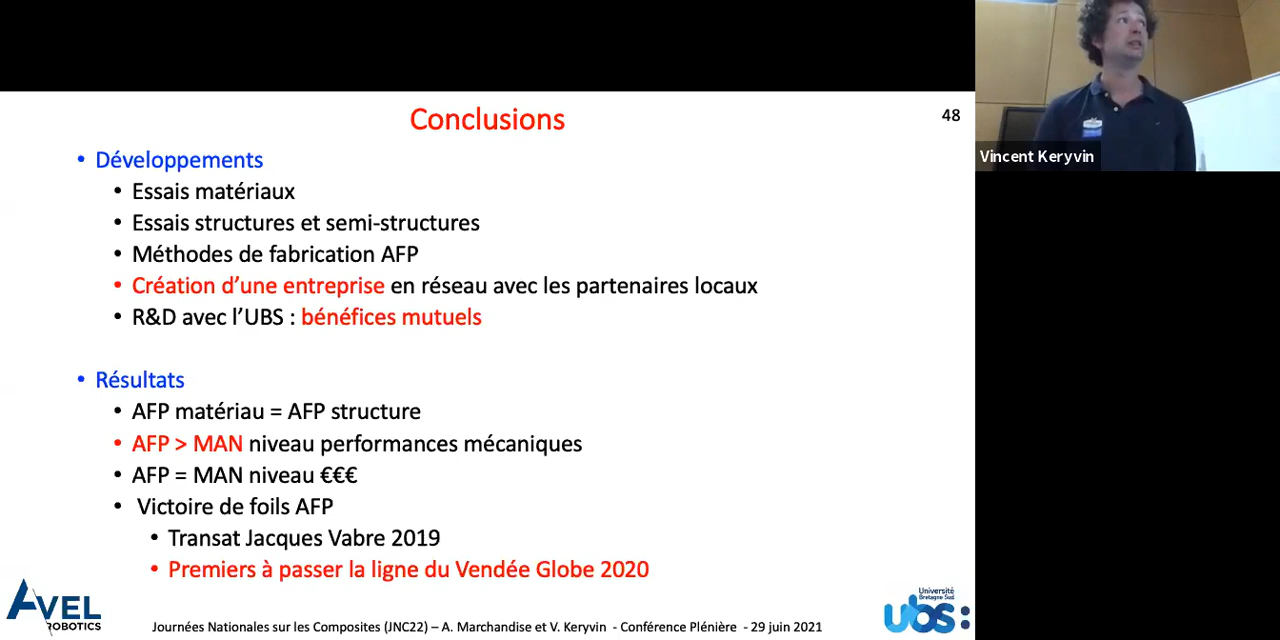 Conclusions
48
• Développements
• Essais matériaux
• Essais structures et semi-structures
• Méthodes de fabrication AFP
• Création d'une entreprise en réseau avec les partenaires locaux
• R&D avec l'UBS : bénéfices mutuels
• Résultats
• AFP matériau = AFP structure
• AFP > MAN niveau performances mécaniques
• AFP = MAN niveau €€€
• Victoire de foils AFP
• Transat Jacques Vabre 2019
• Premiers à passer la ligne du Vendée Globe 2020
AVEL
ROBOTICS
Journées Nationales sur les Composites (JNC22) – A. Marchandise et V. Keryvin - Conférence Plénière - 29 juin 2021
Université
Bretagne Sud
ubs:
Vincent Keryvin